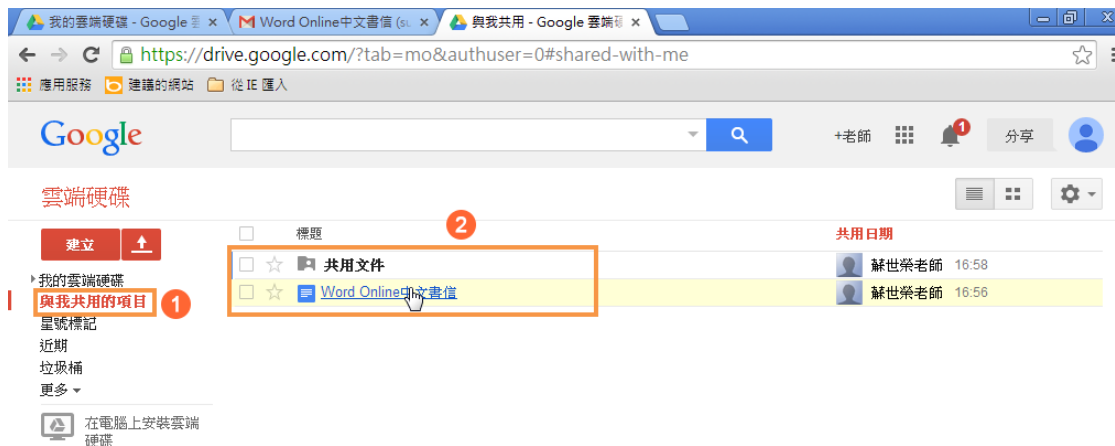 我的雲端硬碟 - Google 雲
Word Online中文書信 (su
與我共用 - Google 雲端硬
https://drive.google.com/?tab=mo&authuser=0#shared-with-me
應用服務 建議的網站 從 IE 匯入
Google
+老師 1 分享
雲端硬碟
建立
標題 2 共用日期
共用文件 蘇世榮老師 16:58
Word Online中文書信 蘇世榮老師 16:56
我的雲端硬碟
與我共用的項目 1
星號標記
近期
垃圾桶
更多
在電腦上安裝雲端
硬碟